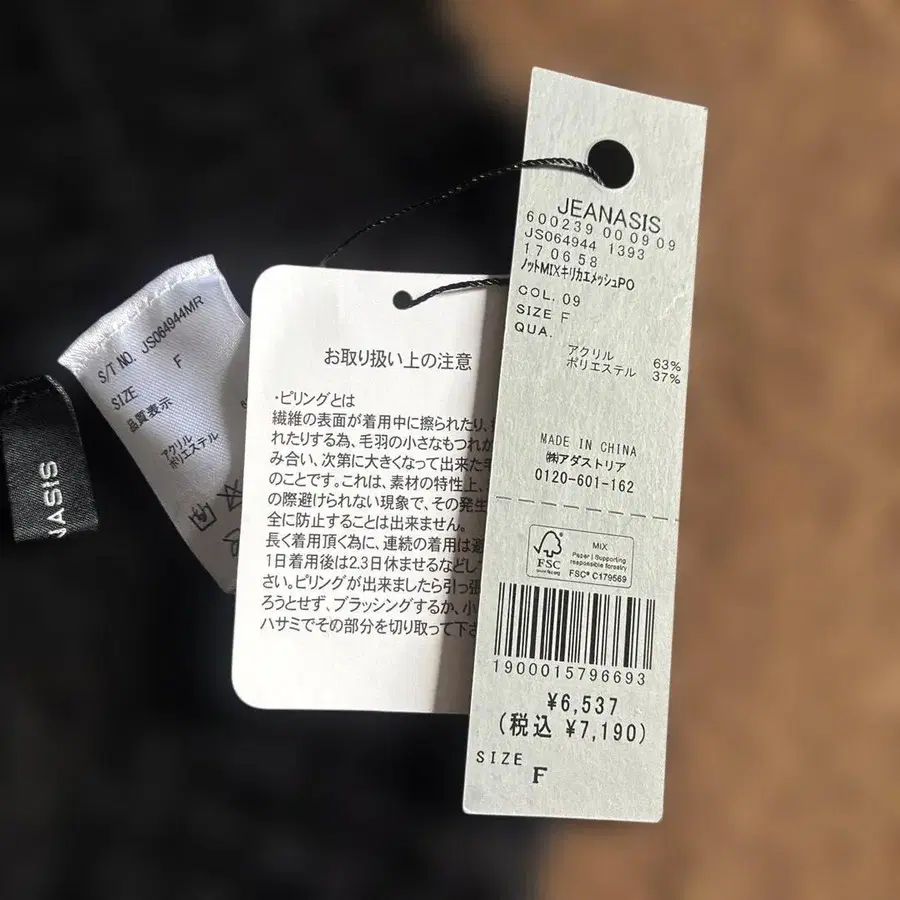 JEANASIS
600239 00 09 09
JS064944 1393
170658
ノットMIXキリカエメッシュPO
COL. 09
SIZE F
QUA.
アクリル 63%
ポリエステル 37%
MADE IN CHINA
㈱アダストリア
0120-601-162
FSC
MIX
Paper | Supporting
responsible forestry
FSC® C179569
1900015796693
¥6,537
(税込 ¥7,190)
SIZE F
お取り扱い上の注意
・ピリングとは
繊維の表面が着用中に擦られたり、
れたりする為、毛羽の小さなもつれが
み合い、次第に大きくなって出来た毛
のことです。これは、素材の特性上、
の際避けられない現象で、その発生
全に防止することは出来ません。
長く着用頂く為に、連続の着用は避
1日着用後は2.3日休ませるなどし
さい。ピリングが出来ましたら引っ張
ろうとせず、ブラッシングするか、小
ハサミでその部分を切り取って下さ
S/T NO. JS064944MR
SIZE F
品質表示
アクリル
ポリエステル
NASIS